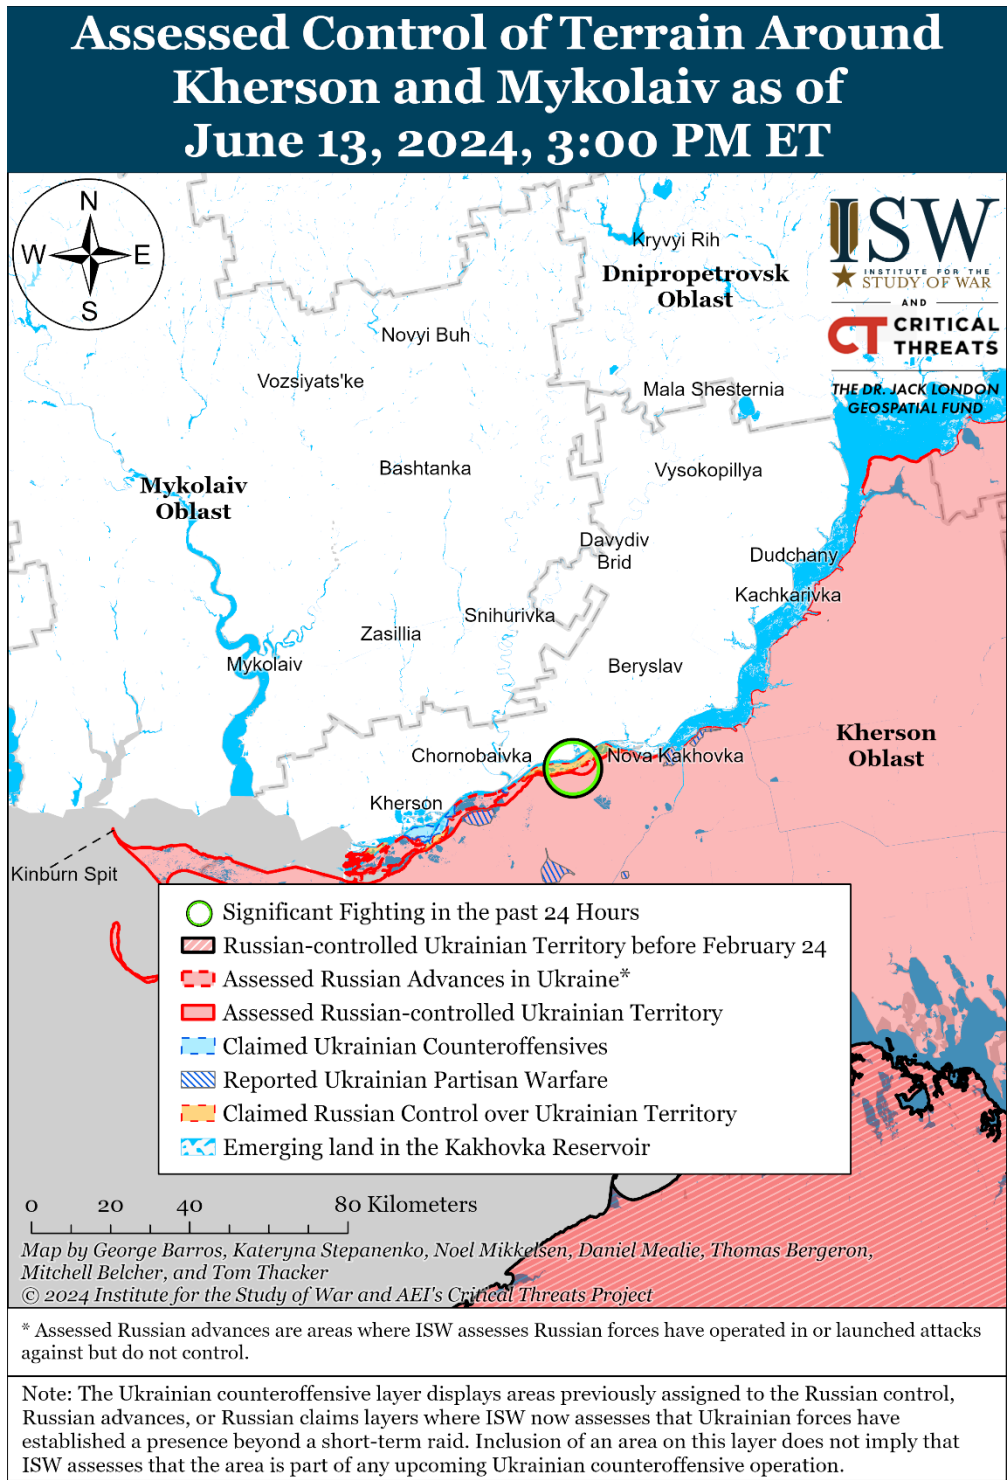 Assessed Control of Terrain Around
Kherson and Mykolaiv as of
June 13, 2024, 3:00 PM ET
N
W
E
S
Kryvyi Rih
Dnipropetrovsk
Oblast
ISW
INSTITUTE FOR THE
STUDY OF WAR
AND
CT CRITICAL
THREATS
THE DR. JACK LONDON
GEOSPATIAL FUND
Novyi Buh
Vozsiyats'ke
Mala Shesternia
Bashtanka
Vysokopillya
Mykolaiv
Oblast
Davydiv
Brid
Dudchany
Kachkarivka
Snihurivka
Zasillia
Mykolaiv
Beryslav
Kherson
Oblast
Chornobaivka
Nova Kakhovka
Kherson
Kinburn Spit
Significant Fighting in the past 24 Hours
Russian-controlled Ukrainian Territory before February 24
Assessed Russian Advances in Ukraine*
Assessed Russian-controlled Ukrainian Territory
Claimed Ukrainian Counteroffensives
Reported Ukrainian Partisan Warfare
Claimed Russian Control over Ukrainian Territory
Emerging land in the Kakhovka Reservoir
0 20 40 80 Kilometers
Map by George Barros, Kateryna Stepanenko, Noel Mikkelsen, Daniel Mealie, Thomas Bergeron,
Mitchell Belcher, and Tom Thacker
© 2024 Institute for the Study of War and AEI's Critical Threats Project
* Assessed Russian advances are areas where ISW assesses Russian forces have operated in or launched attacks
against but do not control.
Note: The Ukrainian counteroffensive layer displays areas previously assigned to the Russian control,
Russian advances, or Russian claims layers where ISW now assesses that Ukrainian forces have
established a presence beyond a short-term raid. Inclusion of an area on this layer does not imply that
ISW assesses that the area is part of any upcoming Ukrainian counteroffensive operation.